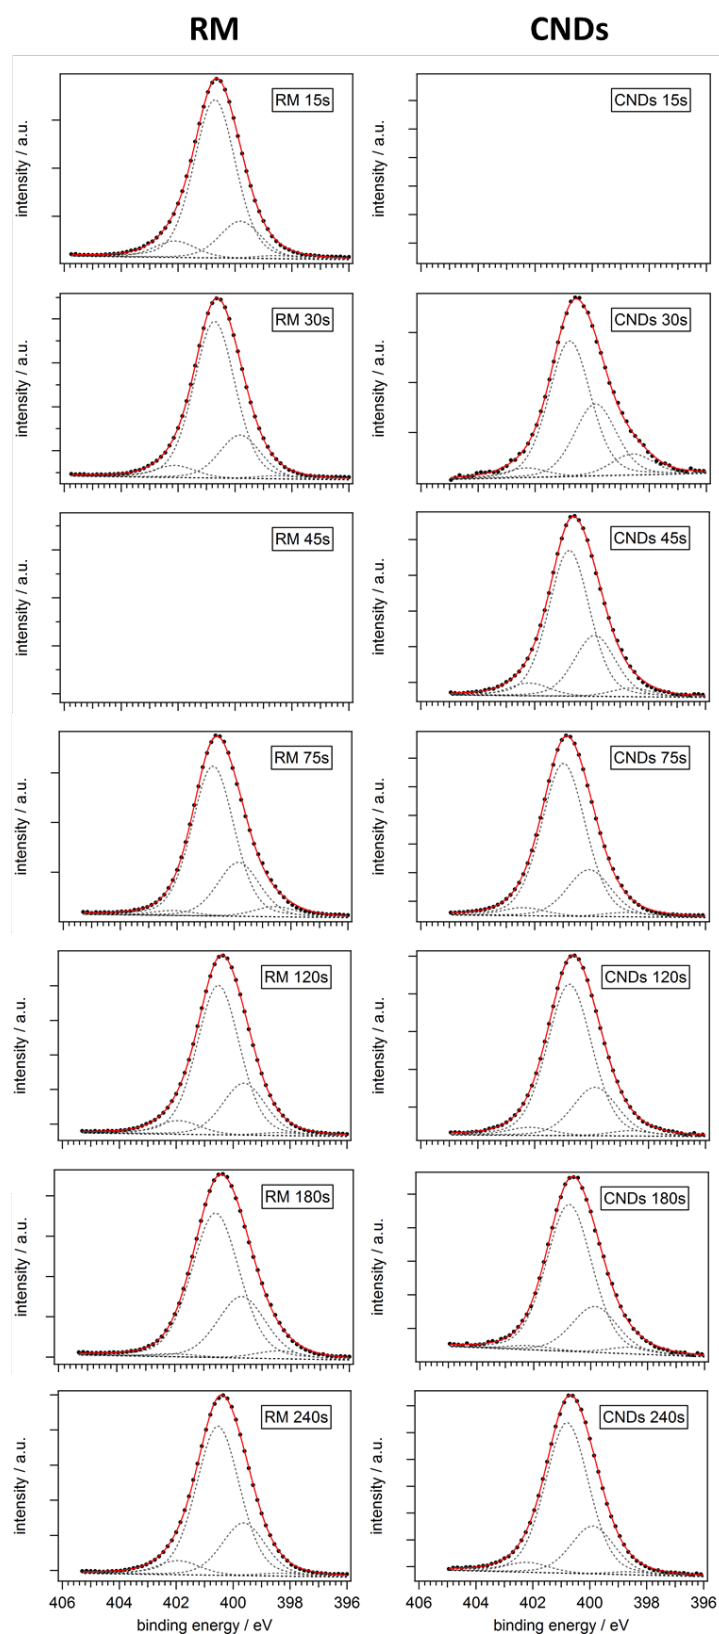 RM CNDs
intensity / a.u. RM 15s intensity / a.u. CNDs 15s
intensity / a.u. RM 30s intensity / a.u. CNDs 30s
intensity / a.u. RM 45s intensity / a.u. CNDs 45s
intensity / a.u. RM 75s intensity / a.u. CNDs 75s
intensity / a.u. RM 120s intensity / a.u. CNDs 120s
intensity / a.u. RM 180s intensity / a.u. CNDs 180s
intensity / a.u. RM 240s intensity / a.u. CNDs 240s
406 404 402 400 398 396 406 404 402 400 398 396
binding energy / eV binding energy / eV